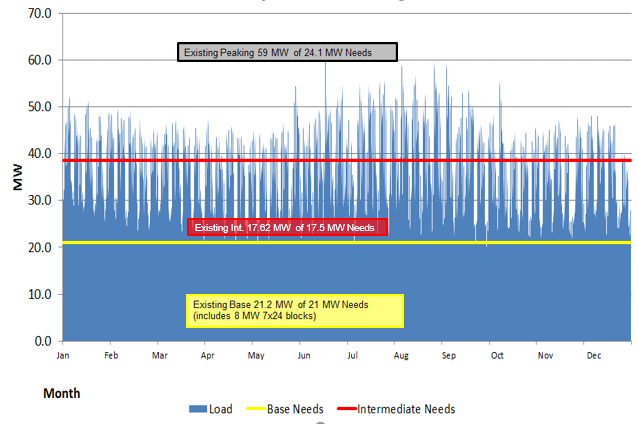 70.0
60.0
50.0
40.0
30.0
20.0
10.0
0.0
MW
Existing Peaking 59 MW of 24.1 MW Needs
Existing Int. 17.62 MW of 17.5 MW Needs
Existing Base 21.2 MW of 21 MW Needs
(includes 8 MW 7x24 blocks)
Jan Feb Mar Apr May Jun Jul Aug Sep Oct Nov Dec
Month
Load Base Needs Intermediate Needs